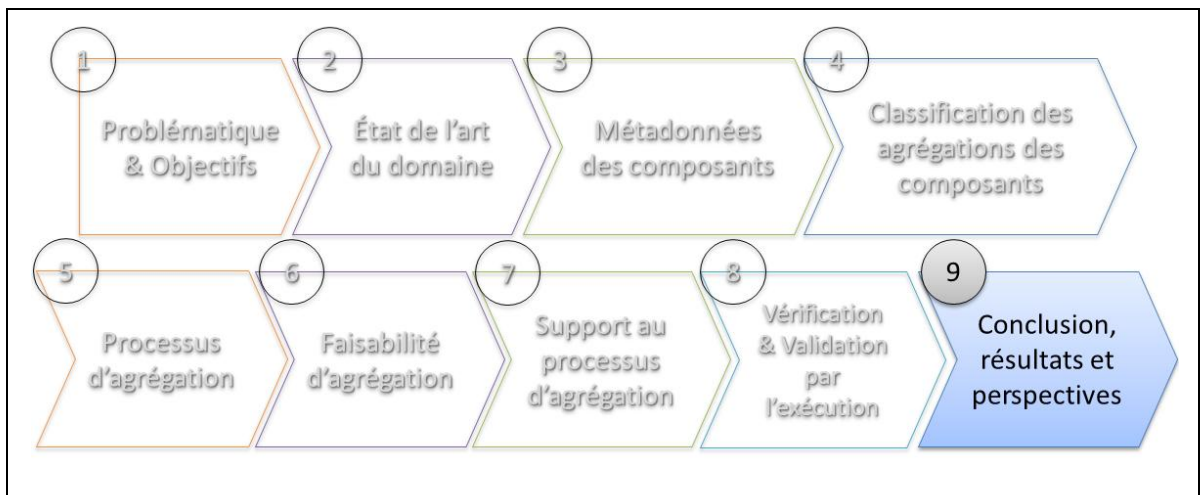 1
Problématique
& Objectifs
2
État de l'art
du domaine
3
Métadonnées
des composants
4
Classification des
agrégations des
composants
5
Processus
d'agrégation
6
Faisabilité
d'agrégation
7
Support au
processus
d'agrégation
8
Vérification
& Validation
par
l'exécution
9
Conclusion,
résultats et
perspectives